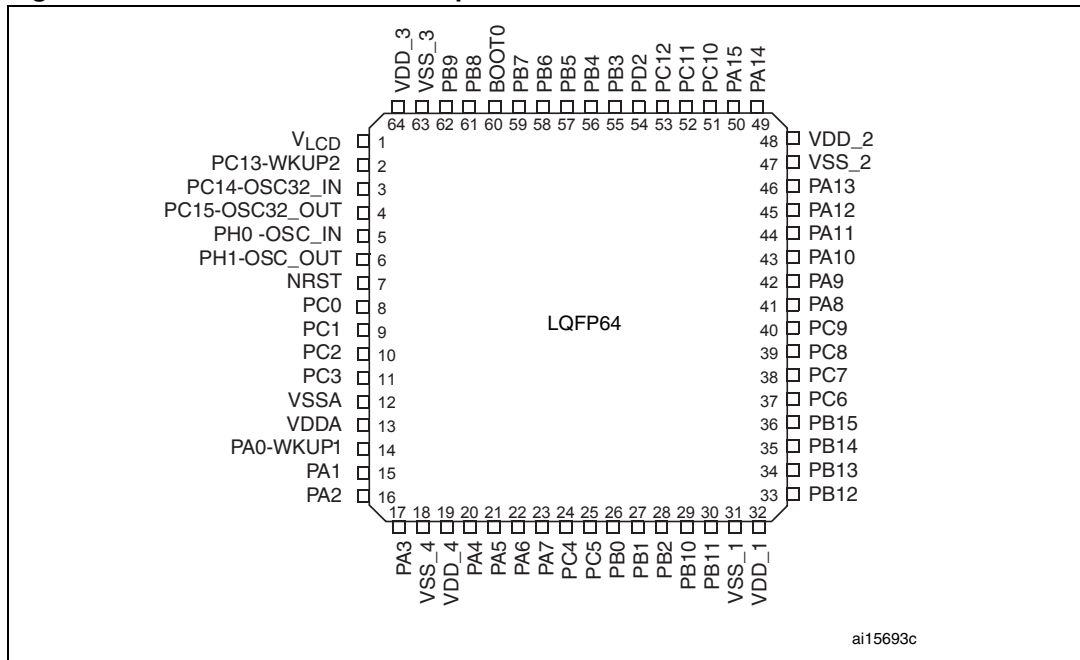 VDD_3
VSS_3
PB9
PB8
BOOT0
PB7
PB6
PB5
PB4
PB3
PD2
PC12
PC11
PC10
PA15
PA14
64 63 62 61 60 59 58 57 56 55 54 53 52 51 50 49
VLCD 1
PC13-WKUP2 2
PC14-OSC32_IN 3
PC15-OSC32_OUT 4
PH0 -OSC_IN 5
PH1-OSC_OUT 6
NRST 7
PC0 8
PC1 9
PC2 10
PC3 11
VSSA 12
VDDA 13
PA0-WKUP1 14
PA1 15
PA2 16
LQFP64
48 VDD_2
47 VSS_2
46 PA13
45 PA12
44 PA11
43 PA10
42 PA9
41 PA8
40 PC9
39 PC8
38 PC7
37 PC6
36 PB15
35 PB14
34 PB13
33 PB12
17 18 19 20 21 22 23 24 25 26 27 28 29 30 31 32
PA3
VSS_4
VDD_4
PA4
PA5
PA6
PA7
PC4
PC5
PB0
PB1
PB2
PB10
PB11
VSS_1
VDD_1
ai15693c